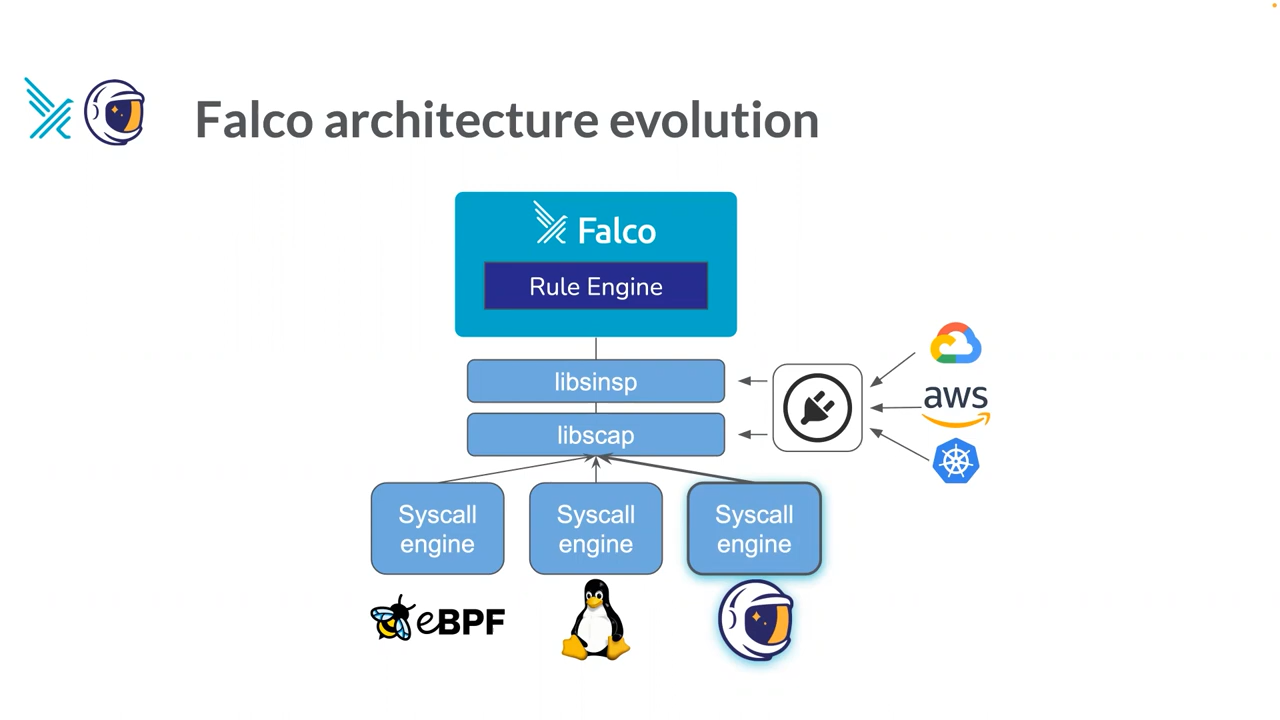 Falco architecture evolution
Falco
Rule Engine
libsinsp
libscap
aws
Syscall
engine
Syscall
engine
Syscall
engine
eBPF